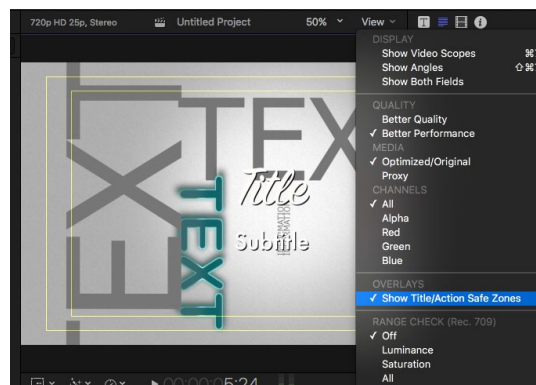 720p HD 25p, Stereo
Untitled Project
50%
View
DISPLAY
Show Video Scopes
Show Angles
Show Both Fields
QUALITY
Better Quality
✓ Better Performance
MEDIA
✓ Optimized/Original
Proxy
CHANNELS
✓ All
Alpha
Red
Green
Blue
OVERLAYS
✓ Show Title/Action Safe Zones
RANGE CHECK (Rec. 709)
✓ Off
Luminance
Saturation
All
TEX
TEXT
Title
Subtitle
5:24